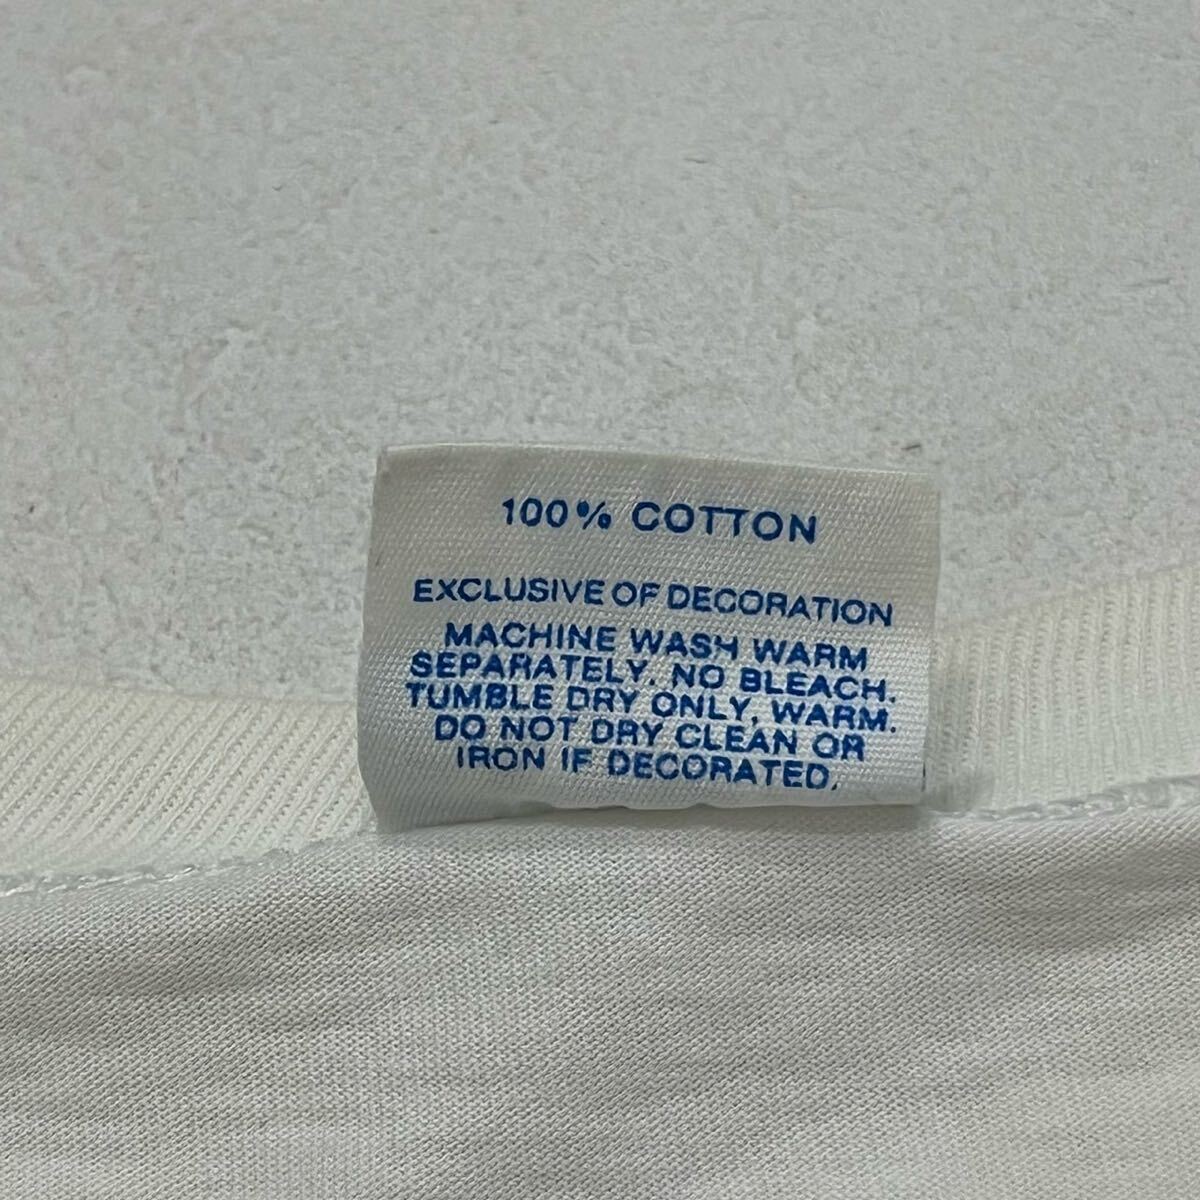 100% COTTON
EXCLUSIVE OF DECORATION
MACHINE WASH WARM
SEPARATELY. NO BLEACH.
TUMBLE DRY ONLY, WARM.
DO NOT DRY CLEAN OR
IRON IF DECORATED.